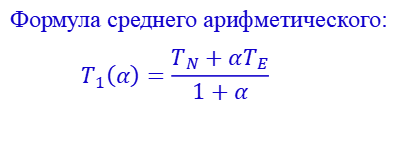 Формула среднего арифметического:
T₁(α) = (T_N + αT_E) / (1 + α)